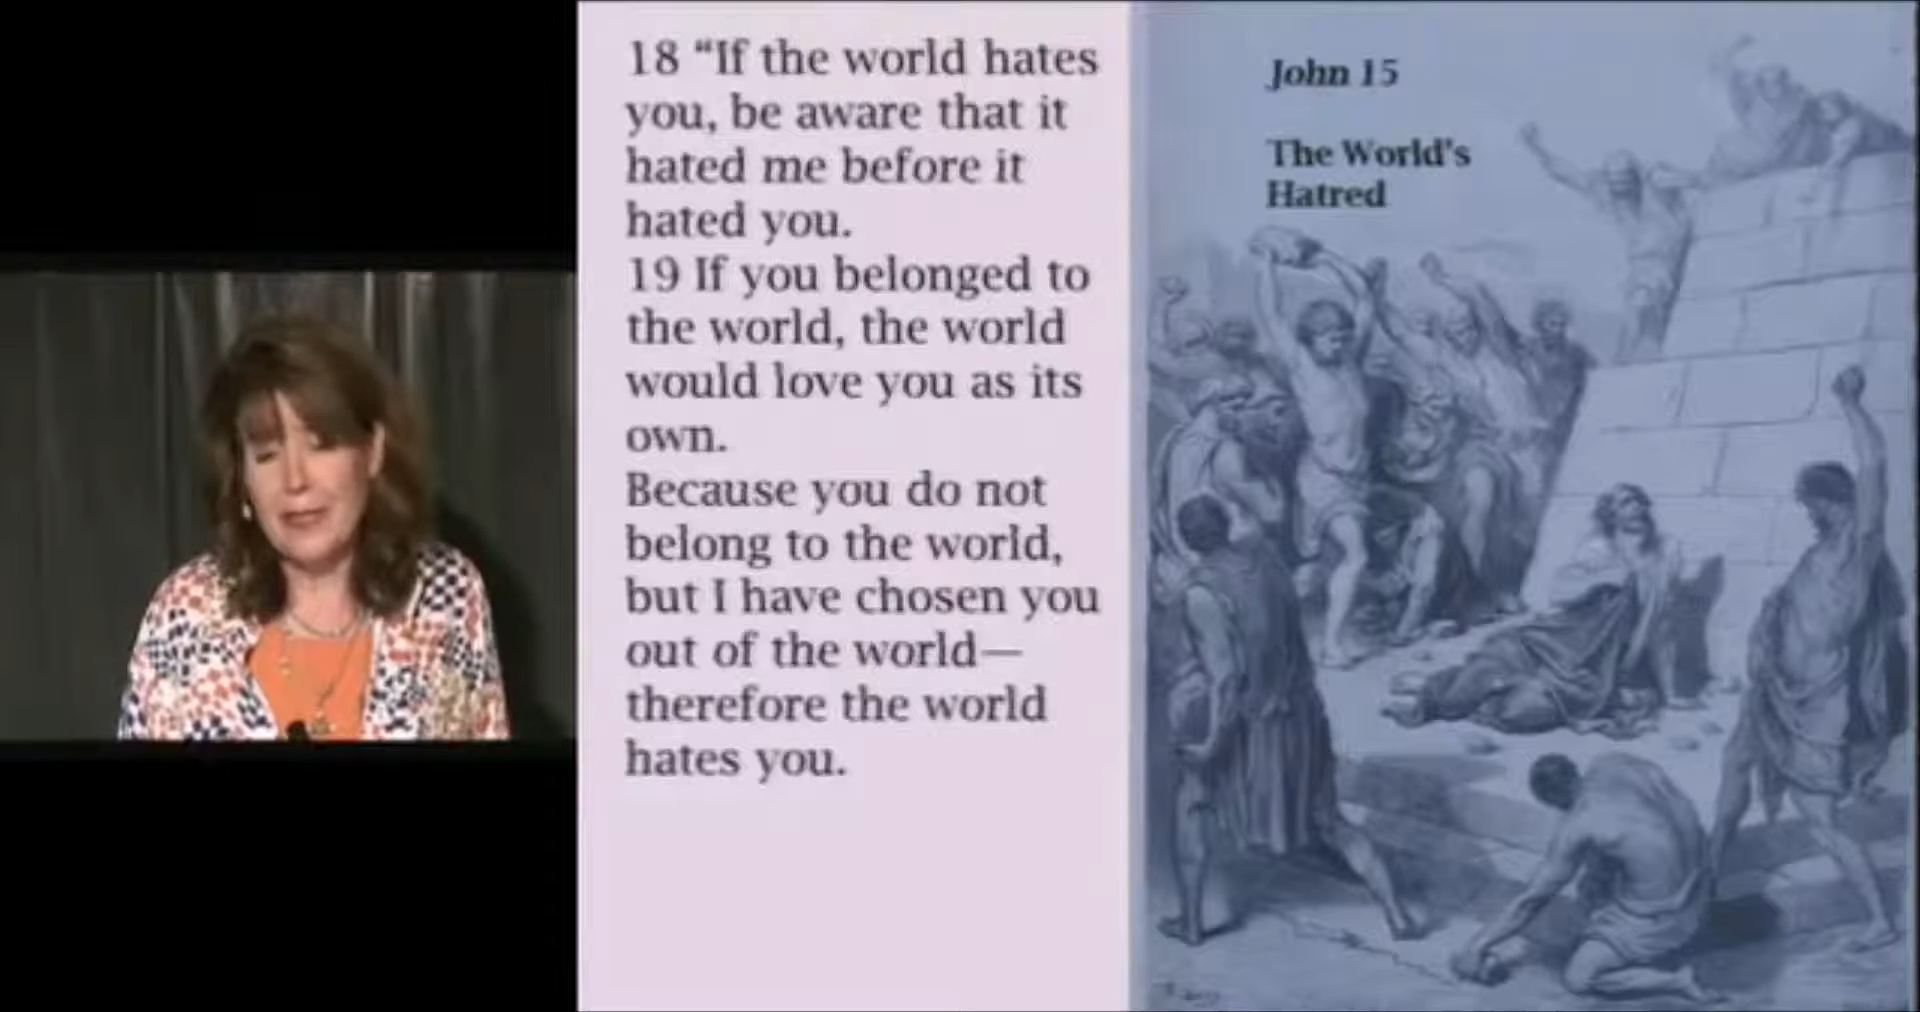 18 “If the world hates
you, be aware that it
hated me before it
hated you.
19 If you belonged to
the world, the world
would love you as its
own.
Because you do not
belong to the world,
but I have chosen you
out of the world—
therefore the world
hates you.
John 15
The World's
Hatred